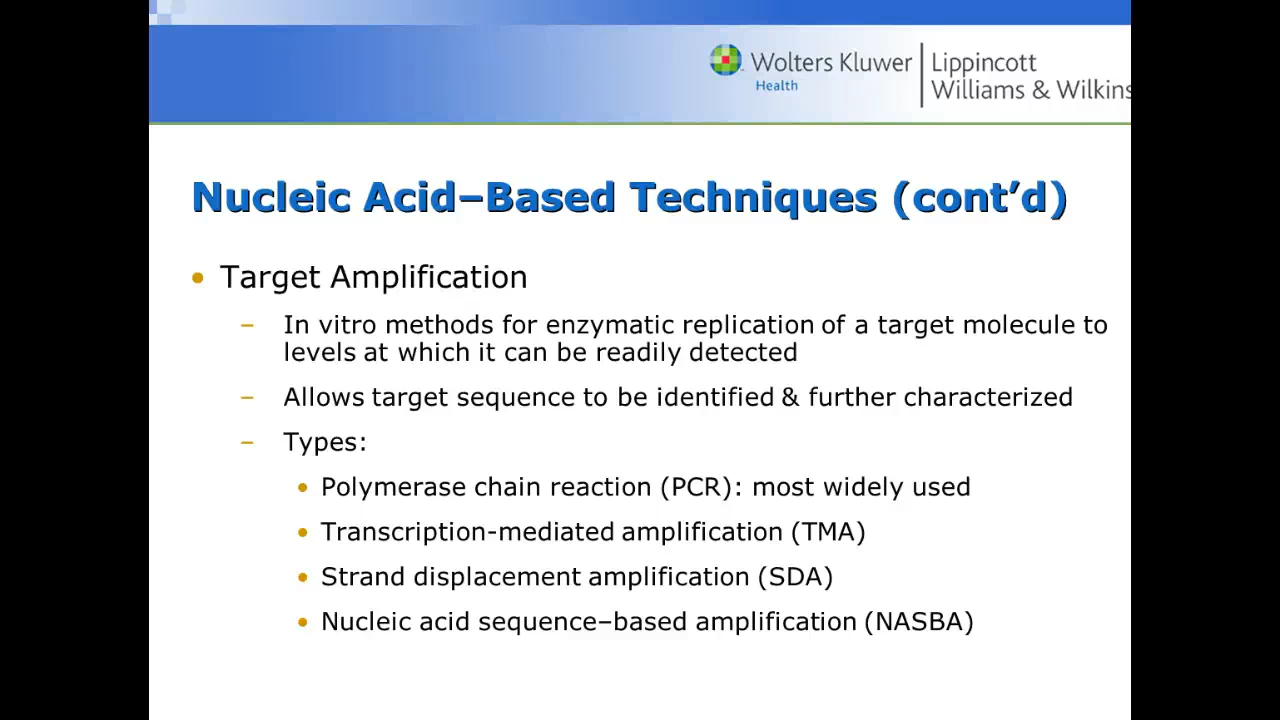 Wolters Kluwer
Health
Lippincott
Williams & Wilkins
Nucleic Acid–Based Techniques (cont’d)
• Target Amplification
– In vitro methods for enzymatic replication of a target molecule to
levels at which it can be readily detected
– Allows target sequence to be identified & further characterized
– Types:
• Polymerase chain reaction (PCR): most widely used
• Transcription-mediated amplification (TMA)
• Strand displacement amplification (SDA)
• Nucleic acid sequence–based amplification (NASBA)